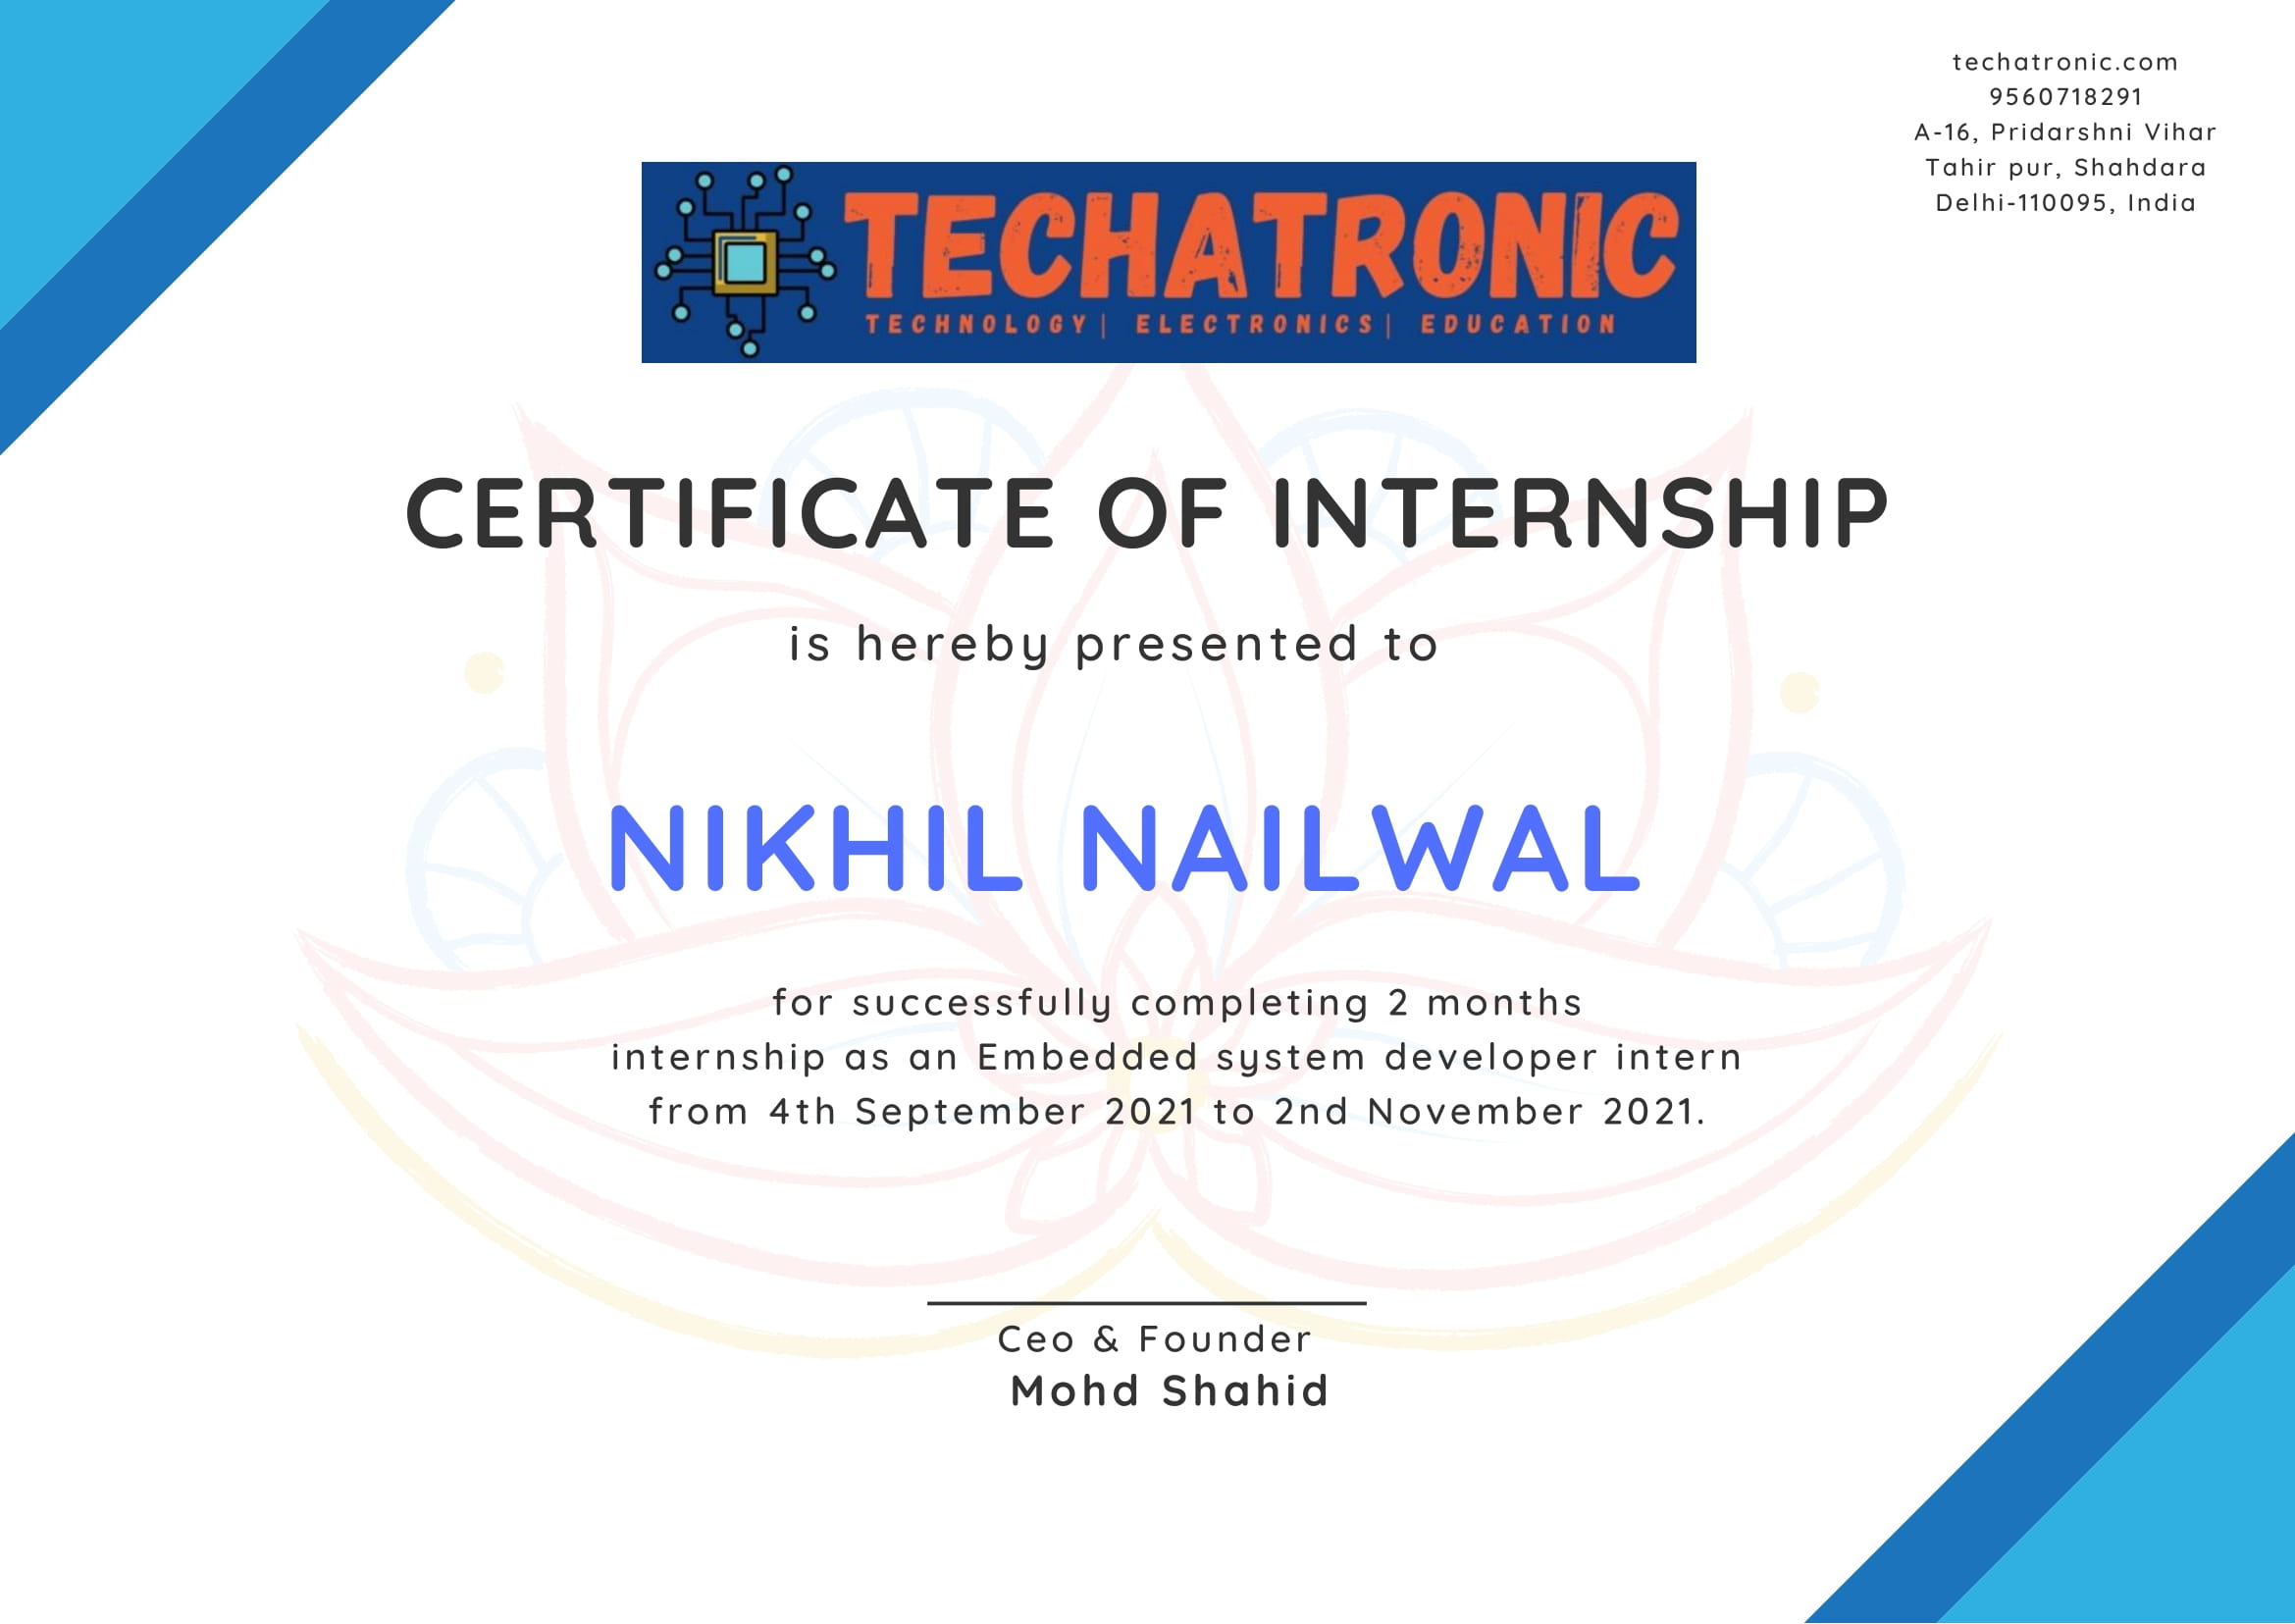 techatronic.com
9560718291
A-16, Pridarshni Vihar
Tahir pur, Shahdara
Delhi-110095, India
TECHATRONIC
TECHNOLOGY| ELECTRONICS| EDUCATION
CERTIFICATE OF INTERNSHIP
is hereby presented to
NIKHIL NAILWAL
for successfully completing 2 months
internship as an Embedded system developer intern
from 4th September 2021 to 2nd November 2021.
Ceo & Founder
Mohd Shahid